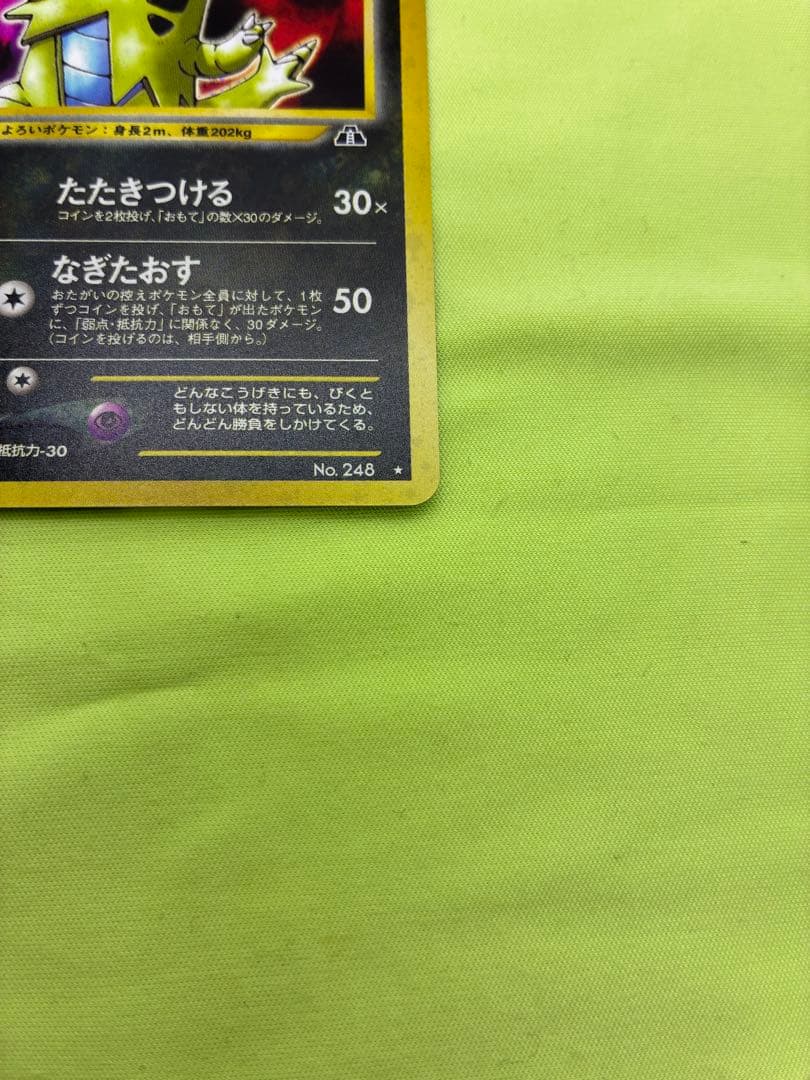 よろいポケモン：身長2m、体重202kg
たたきつける 30×
コインを2枚投げ、「おもて」の数×30のダメージ。
なぎたおす 50
おたがいの控えポケモン全員に対して、1枚
ずつコインを投げ、「おもて」が出たポケモン
に、「弱点・抵抗力」に関係なく、30ダメージ。
（コインを投げるのは、相手側から。）
どんなこうげきにも、びくと
もしない体を持っているため、
どんどん勝負をしかけてくる。
抵抗力-30
No. 248 ★